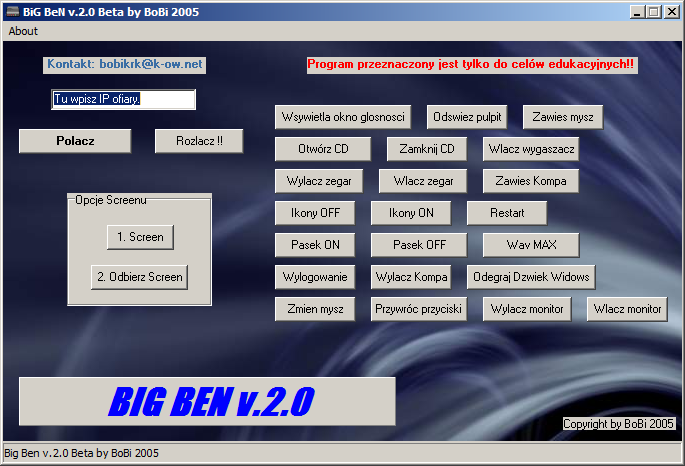 BiG BeN v.2.0 Beta by BoBi 2005
About
Kontakt: bobikrk@k-ow.net
Program przeznaczony jest tylko do celów edukacyjnych!!
Tu wpisz IP ofiary.
Polacz
Rozlacz !!
Opcje Screenu
1. Screen
2. Odbierz Screen
Wsywietla okno glosnosci
Odswiez pulpit
Zawies mysz
Otwórz CD
Zamknij CD
Wlacz wygaszacz
Wylacz zegar
Wlacz zegar
Zawies Kompa
Ikony OFF
Ikony ON
Restart
Pasek ON
Pasek OFF
Wav MAX
Wylogowanie
Wylacz Kompa
Odegraj Dzwiek Widows
Zmien mysz
Przywróc przyciski
Wylacz monitor
Wlacz monitor
BIG BEN v.2.0
Copyright by BoBi 2005
Big Ben v.2.0 Beta by BoBi 2005